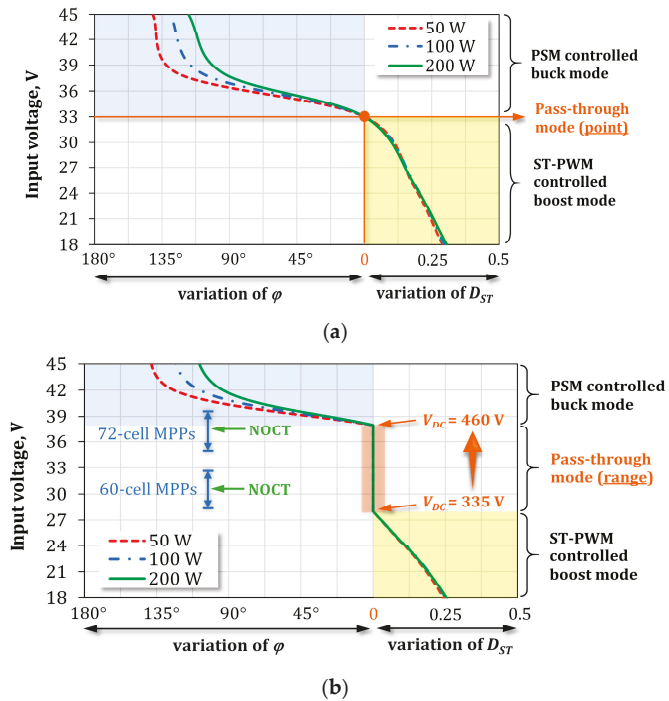 45
42
39
36
33
30
27
24
21
18
Input voltage, V
50 W
100 W
200 W
PSM controlled
buck mode
Pass-through
mode (point)
ST-PWM
controlled
boost mode
180° 135° 90° 45° 0 0.25 0.5
variation of φ variation of D_ST
(a)
45
42
39
36
33
30
27
24
21
18
Input voltage, V
PSM controlled
buck mode
V_DC = 460 V
72-cell MPPs NOCT
Pass-through
mode (range)
60-cell MPPs NOCT
V_DC = 335 V
50 W
100 W
200 W
ST-PWM
controlled
boost mode
180° 135° 90° 45° 0 0.25 0.5
variation of φ variation of D_ST
(b)